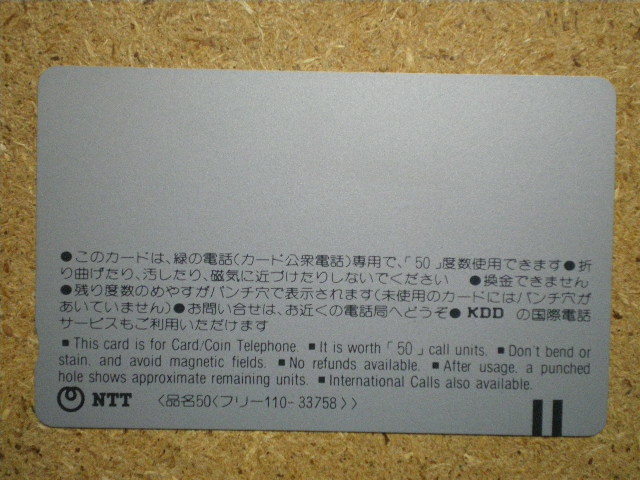 ●このカードは、緑の電話(カード公衆電話)専用で、「50」度数使用できます●折
り曲げたり、汚したり、磁気に近づけたりしないでください　●換金できません
●残り度数のめやすがパンチ穴で表示されます(未使用のカードにはパンチ穴が
あいていません)●お問い合せは、お近くの電話局へどうぞ● KDD の国際電話
サービスもご利用いただけます
■ This card is for Card/Coin Telephone. ■ It is worth「50」call units. ■ Don't bend or
stain, and avoid magnetic fields. ■ No refunds available. ■ After usage, a punched
hole shows approximate remaining units. ■ International Calls also available.
NTT 〈品名50〈フリー110-33758〉〉